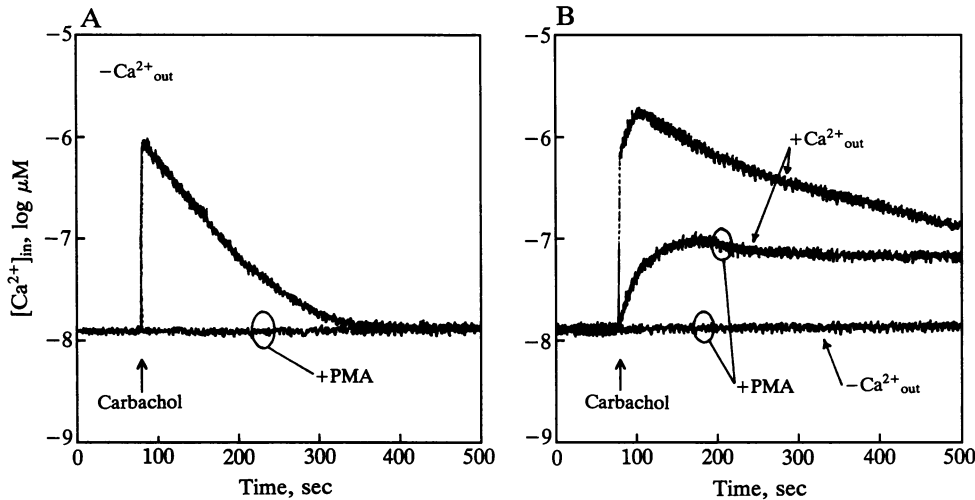 A
−Ca²⁺out
[Ca²⁺]in, log μM
−5
−6
−7
−8
−9
+PMA
Carbachol
0 100 200 300 400 500
Time, sec
B
−5
−6
−7
−8
−9
+Ca²⁺out
+PMA
−Ca²⁺out
Carbachol
0 100 200 300 400 500
Time, sec